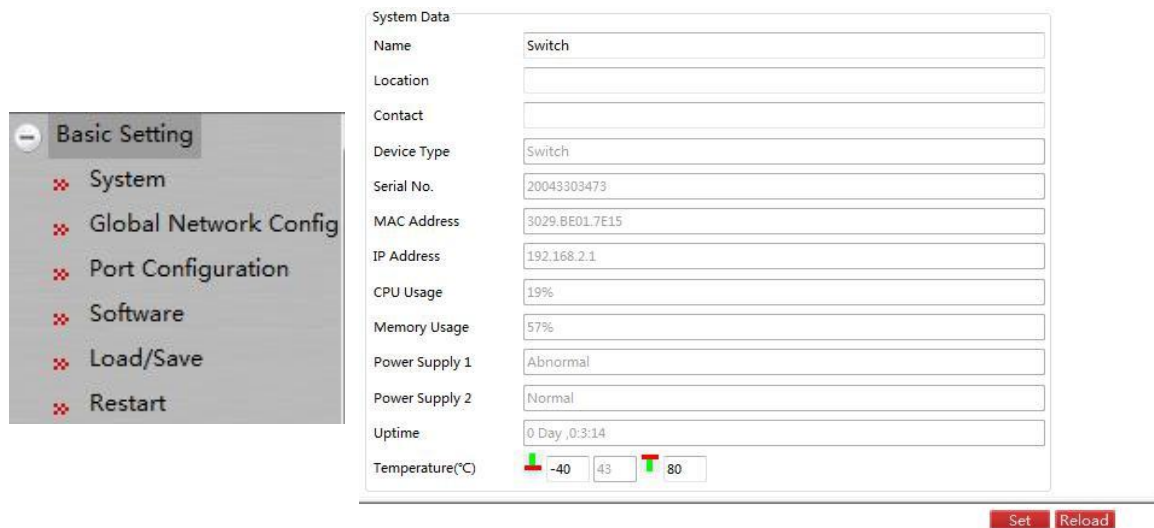 Basic Setting
System
Global Network Config
Port Configuration
Software
Load/Save
Restart
System Data
Name Switch
Location
Contact
Device Type Switch
Serial No. 20043303473
MAC Address 3029.BE01.7E15
IP Address 192.168.2.1
CPU Usage 19%
Memory Usage 57%
Power Supply 1 Abnormal
Power Supply 2 Normal
Uptime 0 Day ,0:3:14
Temperature(℃) -40 43 80
Set Reload